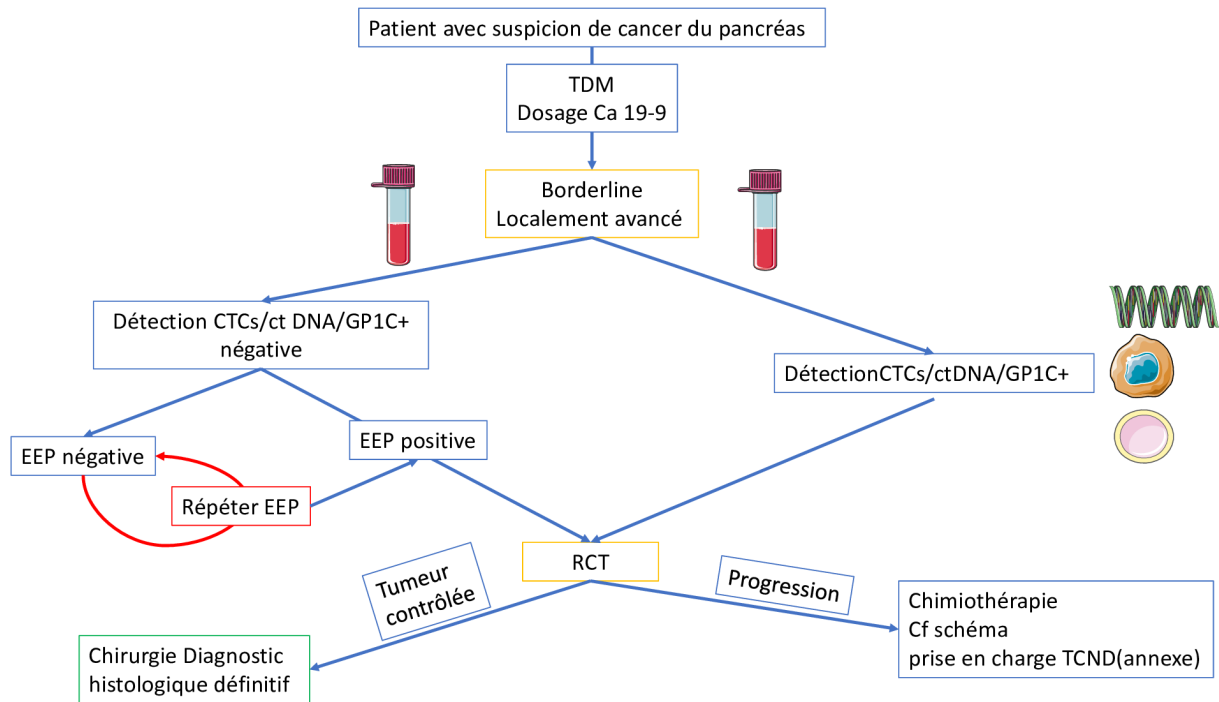 Patient avec suspicion de cancer du pancréas
TDM
Dosage Ca 19-9
Borderline
Localement avancé
Détection CTCs/ct DNA/GP1C+
négative
DétectionCTCs/ctDNA/GP1C+
EEP négative
EEP positive
Répéter EEP
RCT
Tumeur
contrôlée
Progression
Chirurgie Diagnostic
histologique définitif
Chimiothérapie
Cf schéma
prise en charge TCND(annexe)